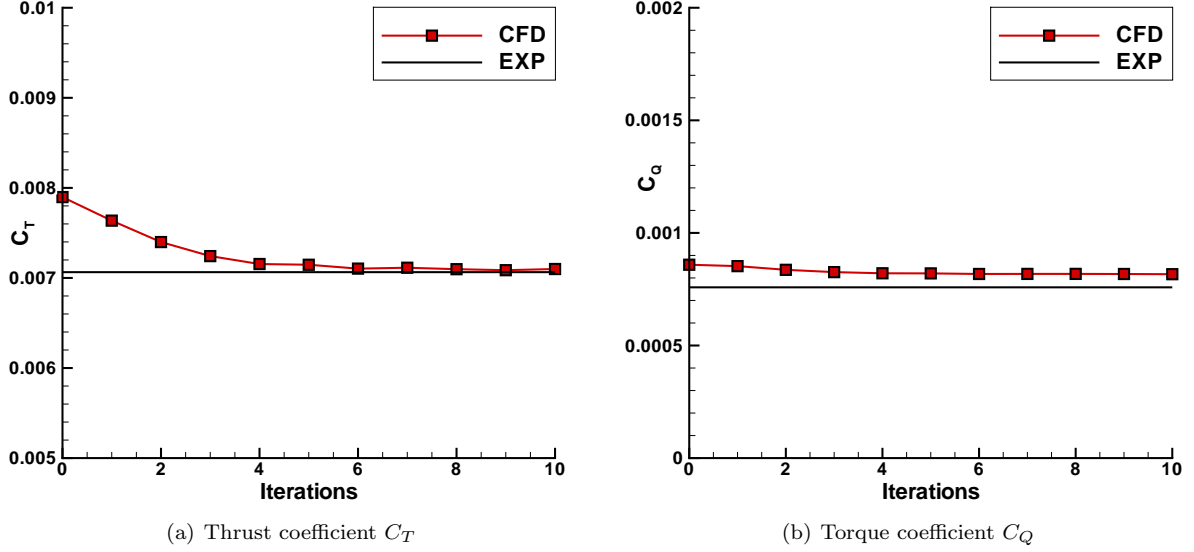 0.01
0.009
0.008
0.007
0.006
0.005
C_T
0 2 4 6 8 10
Iterations
CFD
EXP
(a) Thrust coefficient C_T
0.002
0.0015
0.001
0.0005
0
C_Q
0 2 4 6 8 10
Iterations
CFD
EXP
(b) Torque coefficient C_Q